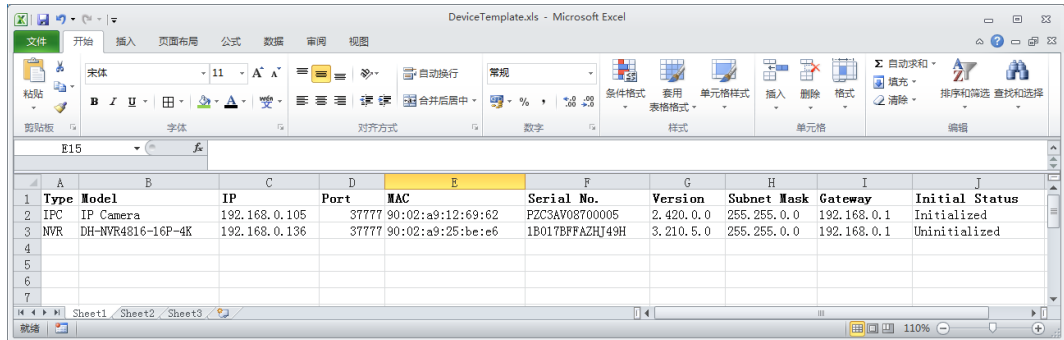 DeviceTemplate.xls - Microsoft Excel
文件 开始 插入 页面布局 公式 数据 审阅 视图
宋体 11 A A 自动换行 常规 Σ 自动求和
粘贴 B I U A wén 文 合并后居中 % , .0 .00 .00 .0 条件格式 套用 表格格式 单元格样式 插入 删除 格式 填充 清除 排序和筛选 查找和选择
剪贴板 字体 对齐方式 数字 样式 单元格 编辑
E15 fx
A B C D E F G H I J
1 Type Model IP Port MAC Serial No. Version Subnet Mask Gateway Initial Status
2 IPC IP Camera 192.168.0.105 37777 90:02:a9:12:69:62 PZC3AV08700005 2.420.0.0 255.255.0.0 192.168.0.1 Initialized
3 NVR DH-NVR4816-16P-4K 192.168.0.136 37777 90:02:a9:25:be:e6 1B017BFFAZHJ49H 3.210.5.0 255.255.0.0 192.168.0.1 Uninitialized
4
5
6
7
Sheet1 Sheet2 Sheet3
就绪 110%